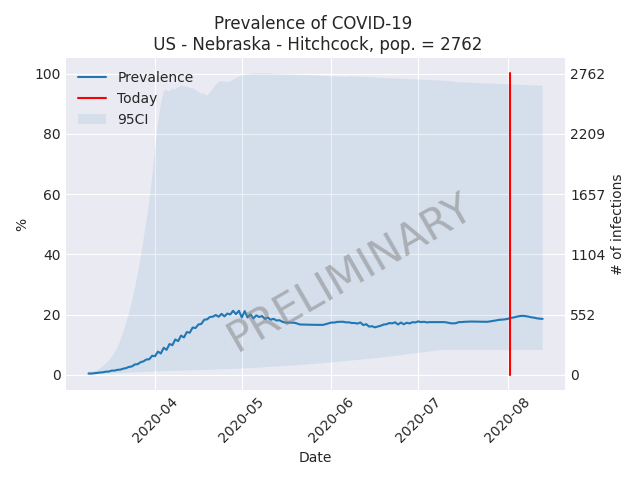 Prevalence of COVID-19
US - Nebraska - Hitchcock, pop. = 2762
Prevalence
Today
95CI
100
80
60
40
20
0
%
2762
2209
1657
1104
552
0
# of infections
PRELIMINARY
2020-04
2020-05
2020-06
2020-07
2020-08
Date